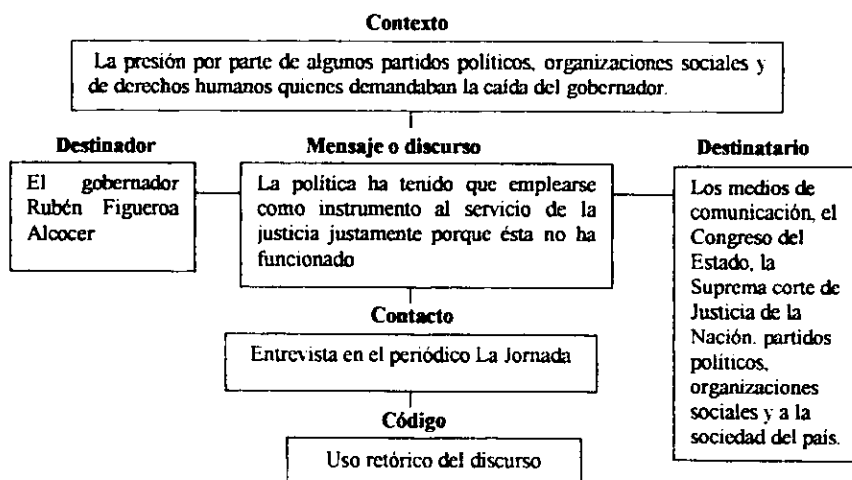 Contexto
La presión por parte de algunos partidos políticos, organizaciones sociales y
de derechos humanos quienes demandaban la caída del gobernador.
Destinador
El gobernador
Rubén Figueroa
Alcocer
Mensaje o discurso
La política ha tenido que emplearse
como instrumento al servicio de la
justicia justamente porque ésta no ha
funcionado
Destinatario
Los medios de
comunicación, el
Congreso del
Estado, la
Suprema corte de
Justicia de la
Nación. partidos
políticos,
organizaciones
sociales y a la
sociedad del país.
Contacto
Entrevista en el periódico La Jornada
Código
Uso retórico del discurso